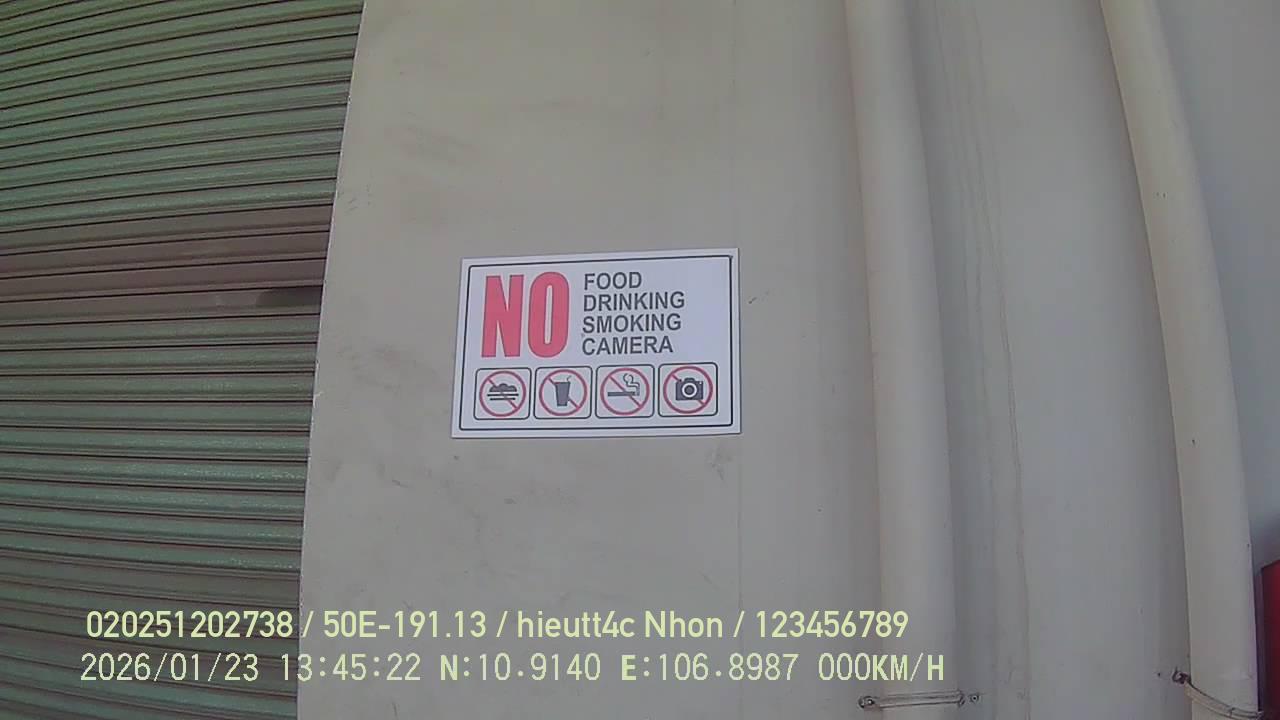 NO
FOOD
DRINKING
SMOKING
CAMERA
020251202738 / 50E-191.13 / hieutt4c Nhon / 123456789
2026/01/23 13:45:22 N:10.9140 E:106.8987 000KM/H